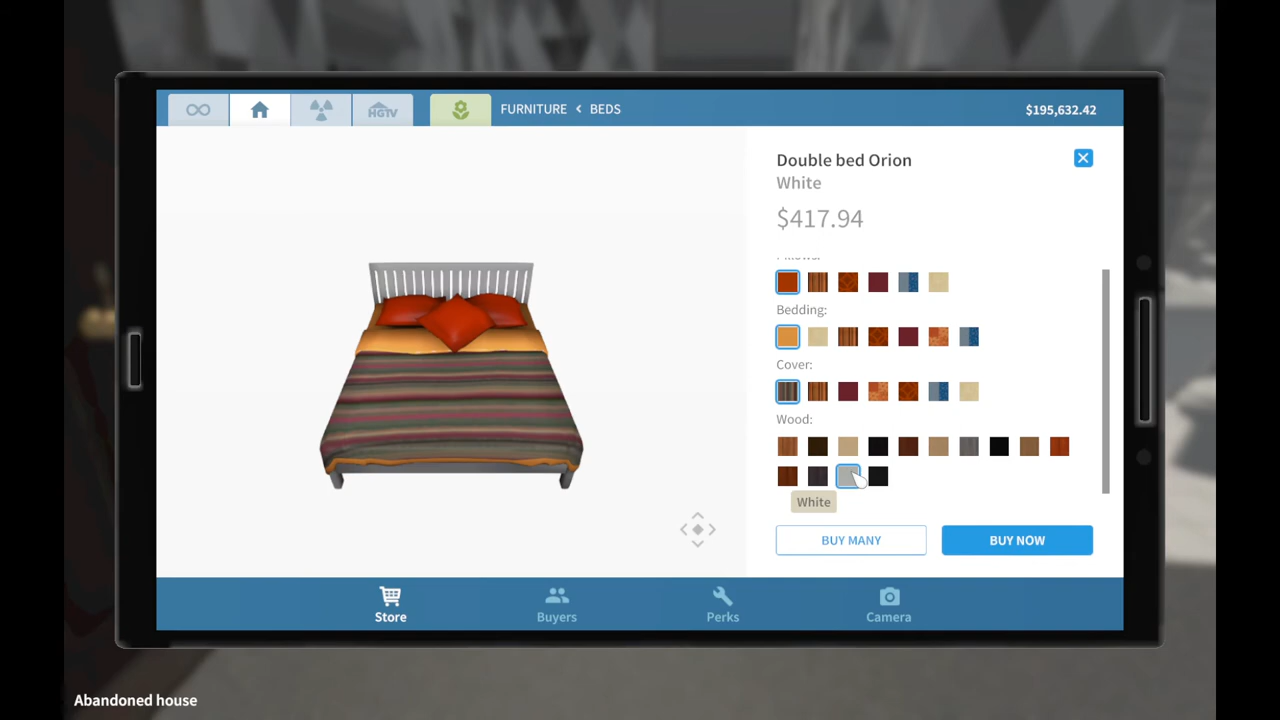 HGTV
FURNITURE < BEDS
$195,632.42
Double bed Orion
White
$417.94
Bedding:
Cover:
Wood:
White
BUY MANY
BUY NOW
Store
Buyers
Perks
Camera
Abandoned house